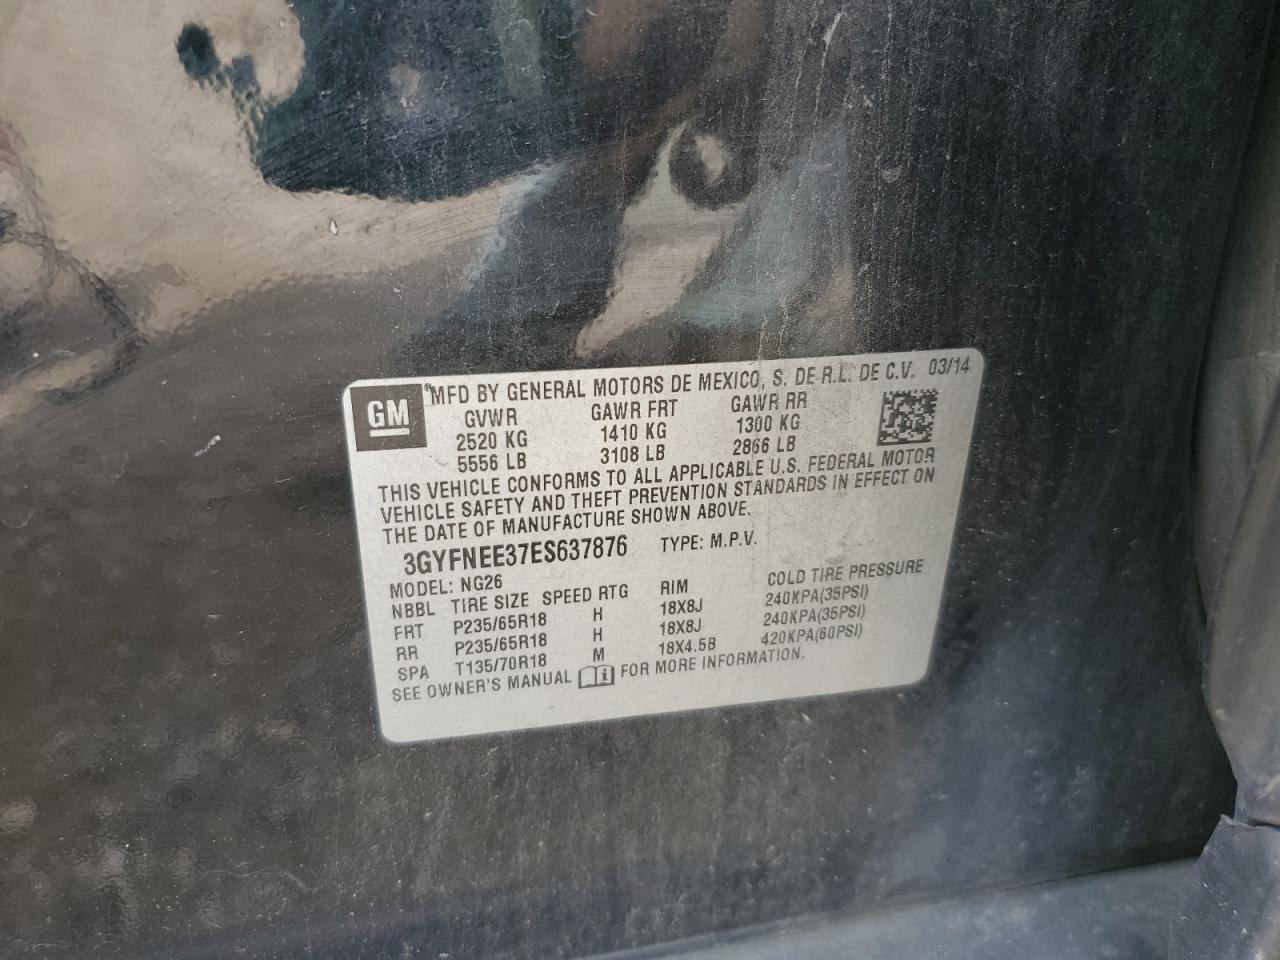 GM
MFD BY GENERAL MOTORS DE MEXICO, S. DE R.L. DE C.V. 03/14
GVWR GAWR FRT GAWR RR
2520 KG 1410 KG 1300 KG
5556 LB 3108 LB 2866 LB
THIS VEHICLE CONFORMS TO ALL APPLICABLE U.S. FEDERAL MOTOR
VEHICLE SAFETY AND THEFT PREVENTION STANDARDS IN EFFECT ON
THE DATE OF MANUFACTURE SHOWN ABOVE.
3GYFNEE37ES637876 TYPE: M.P.V.
MODEL: NG26
NBBL TIRE SIZE SPEED RTG RIM COLD TIRE PRESSURE
FRT P235/65R18 H 18X8J 240KPA(35PSI)
RR P235/65R18 H 18X8J 240KPA(35PSI)
SPA T135/70R18 M 18X4.5B 420KPA(60PSI)
SEE OWNER'S MANUAL FOR MORE INFORMATION.